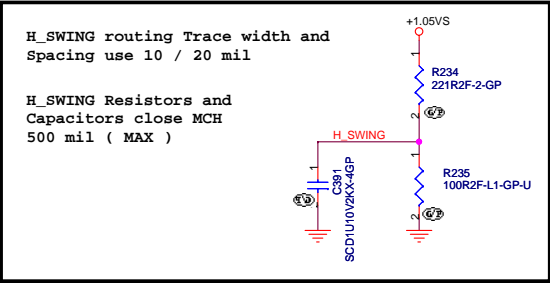 H_SWING routing Trace width and
Spacing use 10 / 20 mil
H_SWING Resistors and
Capacitors close MCH
500 mil ( MAX )
+1.05VS
1
R234
221R2F-2-GP
2
G/P
H_SWING
1
C391
SCD1U10V2KX-4GP
2
1
R235
100R2F-L1-GP-U
2
G/P